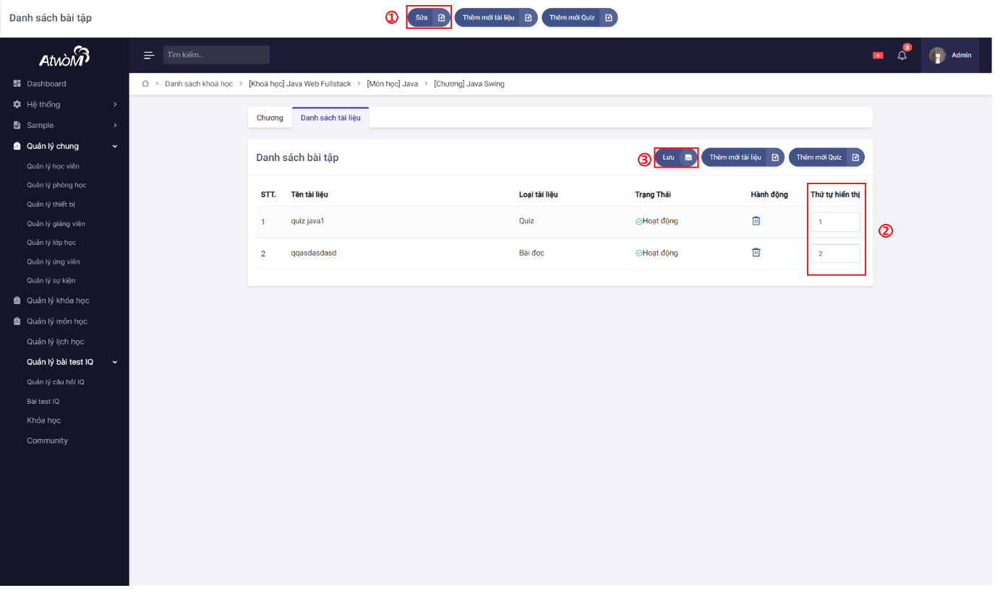 Danh sách bài tập
① Sửa Thêm mới tài liệu Thêm mới Quiz
AtwòM
Tìm kiếm...
3
Admin
Dashboard
Hệ thống
Sample
Quản lý chung
Quản lý học viên
Quản lý phòng học
Quản lý thiết bị
Quản lý giảng viên
Quản lý lớp học
Quản lý ứng viên
Quản lý sự kiện
Quản lý khóa học
Quản lý môn học
Quản lý lịch học
Quản lý bài test IQ
Quản lý câu hỏi IQ
Bài test IQ
Khóa học
Community
Danh sách khoá học > [Khoá học] Java Web Fullstack > [Môn học] Java > [Chương] Java Swing
Chương Danh sách tài liệu
Danh sách bài tập ③ Lưu Thêm mới tài liệu Thêm mới Quiz
STT. Tên tài liệu Loại tài liệu Trạng Thái Hành động Thứ tự hiển thị
1 quiz java1 Quiz Hoạt động 1
②
2 qqasdasdasd Bài đọc Hoạt động 2